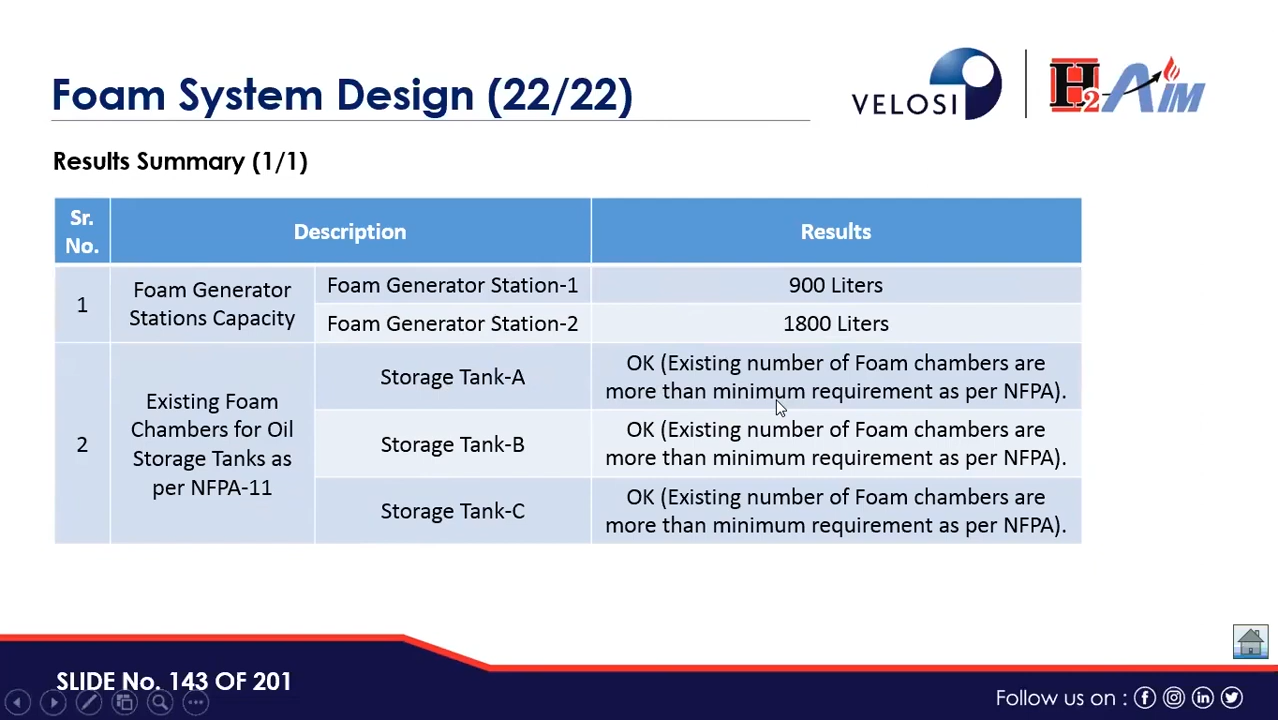 Foam System Design (22/22)
VELOSI
H2AIM
Results Summary (1/1)
Sr.
No.
Description
Results
1
Foam Generator
Stations Capacity
Foam Generator Station-1
900 Liters
Foam Generator Station-2
1800 Liters
2
Existing Foam
Chambers for Oil
Storage Tanks as
per NFPA-11
Storage Tank-A
OK (Existing number of Foam chambers are
more than minimum requirement as per NFPA).
Storage Tank-B
OK (Existing number of Foam chambers are
more than minimum requirement as per NFPA).
Storage Tank-C
OK (Existing number of Foam chambers are
more than minimum requirement as per NFPA).
SLIDE No. 143 OF 201
Follow us on :